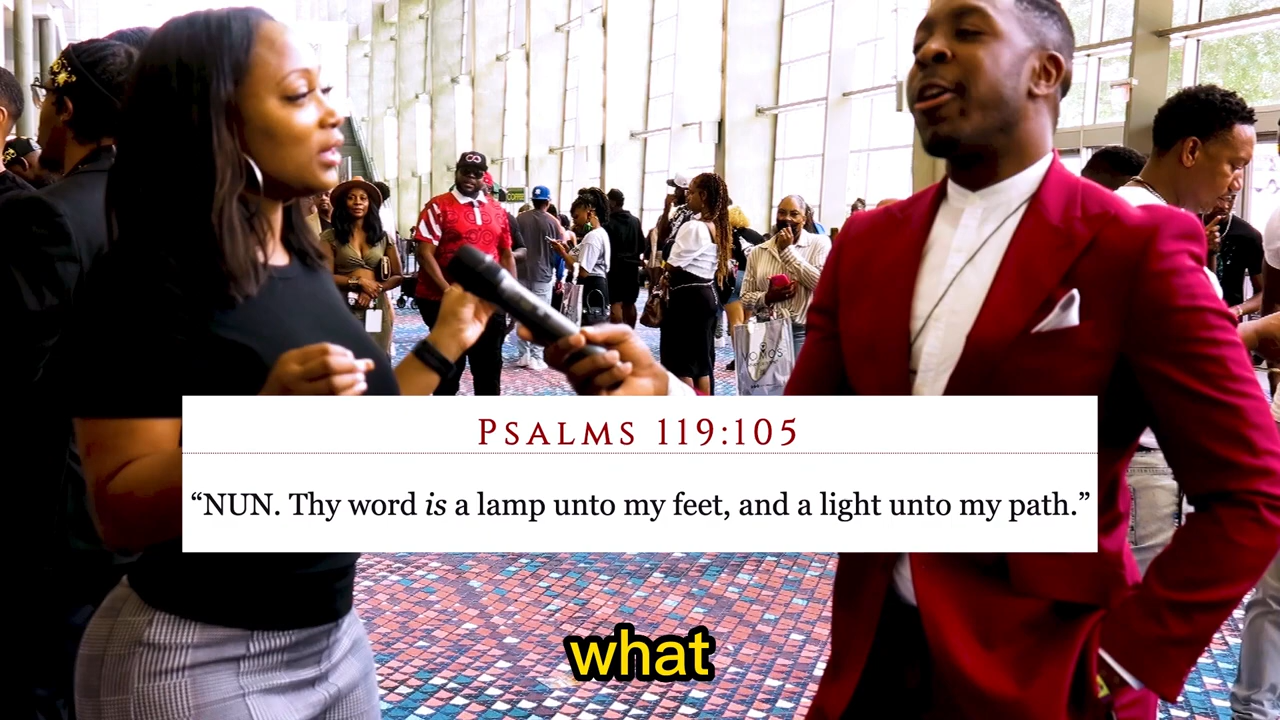 PSALMS 119:105
“NUN. Thy word is a lamp unto my feet, and a light unto my path.”
what